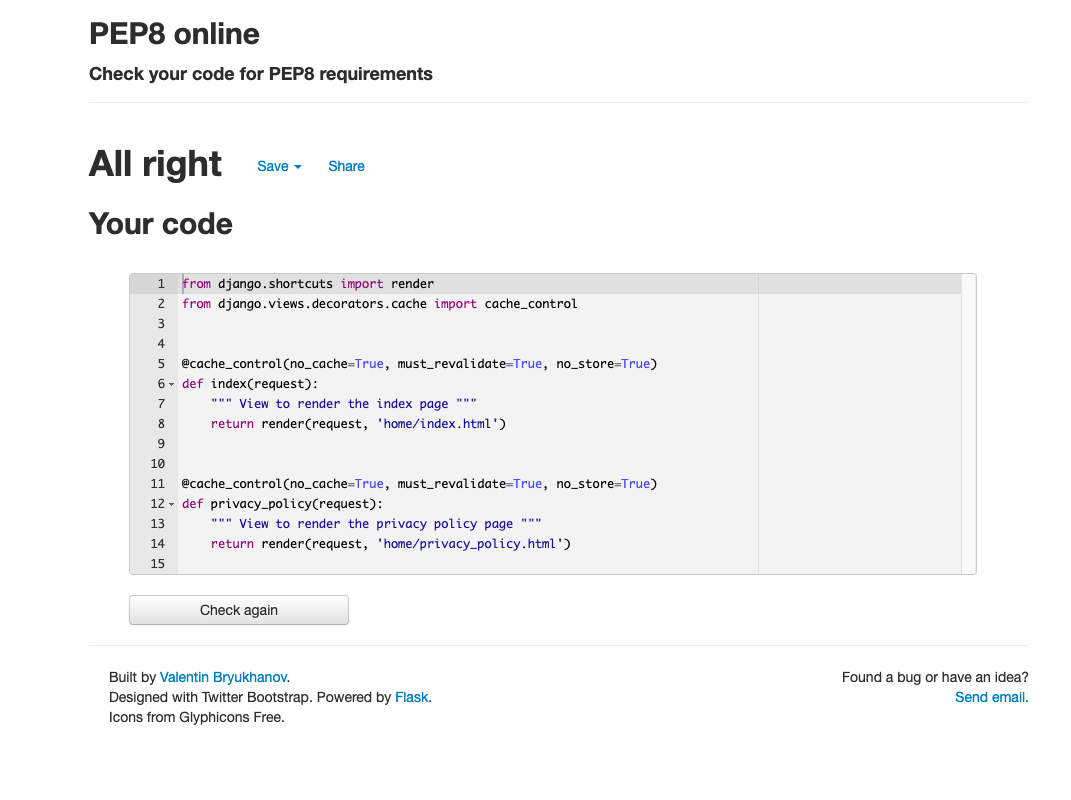 PEP8 online
Check your code for PEP8 requirements
All right Save Share
Your code
1 from django.shortcuts import render
2 from django.views.decorators.cache import cache_control
3
4
5 @cache_control(no_cache=True, must_revalidate=True, no_store=True)
6 def index(request):
7     """ View to render the index page """
8     return render(request, 'home/index.html')
9
10
11 @cache_control(no_cache=True, must_revalidate=True, no_store=True)
12 def privacy_policy(request):
13     """ View to render the privacy policy page """
14     return render(request, 'home/privacy_policy.html')
15
Check again
Built by Valentin Bryukhanov.
Designed with Twitter Bootstrap. Powered by Flask.
Icons from Glyphicons Free.
Found a bug or have an idea?
Send email.